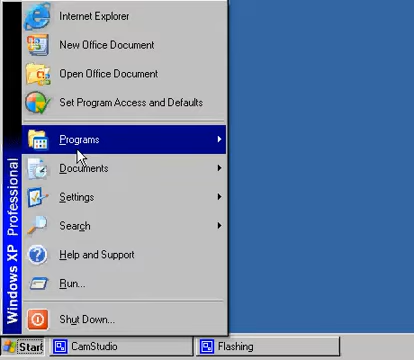 Internet Explorer
New Office Document
Open Office Document
Set Program Access and Defaults
Programs
Documents
Settings
Search
Help and Support
Run...
Shut Down...
Windows XP Professional
Start
CamStudio
Flashing